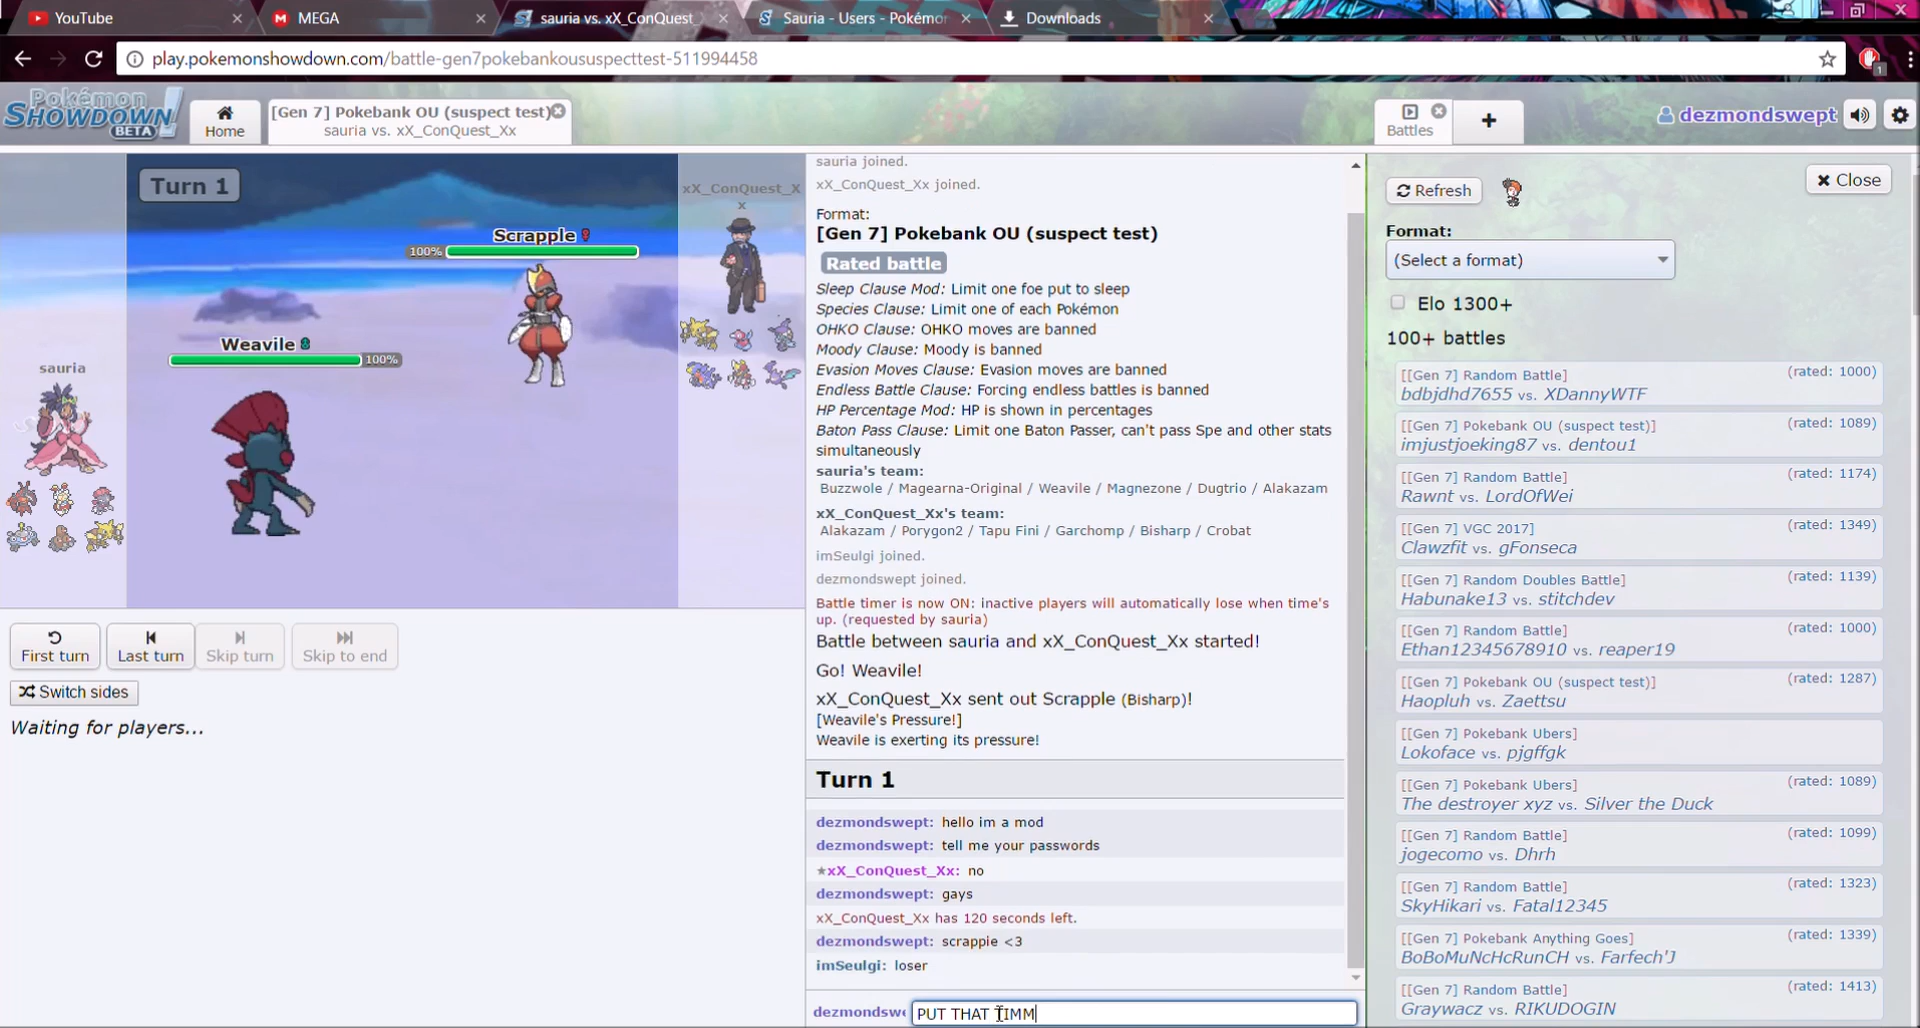 YouTube
MEGA
sauria vs. xX_ConQuest
Sauria - Users - Pokémo
Downloads
play.pokemonshowdown.com/battle-gen7pokebankoususpecttest-511994458
1
Pokémon
SHOWDOWN!
BETA
Home
[Gen 7] Pokebank OU (suspect test)
sauria vs. xX_ConQuest_Xx
Battles
dezmondswept
Turn 1
Scrapple
100%
Weavile
100%
sauria
xX_ConQuest_X
x
First turn
Last turn
Skip turn
Skip to end
Switch sides
Waiting for players...
sauria joined.
xX_ConQuest_Xx joined.
Format:
[Gen 7] Pokebank OU (suspect test)
Rated battle
Sleep Clause Mod: Limit one foe put to sleep
Species Clause: Limit one of each Pokémon
OHKO Clause: OHKO moves are banned
Moody Clause: Moody is banned
Evasion Moves Clause: Evasion moves are banned
Endless Battle Clause: Forcing endless battles is banned
HP Percentage Mod: HP is shown in percentages
Baton Pass Clause: Limit one Baton Passer, can't pass Spe and other stats
simultaneously
sauria's team:
Buzzwole / Magearna-Original / Weavile / Magnezone / Dugtrio / Alakazam
xX_ConQuest_Xx's team:
Alakazam / Porygon2 / Tapu Fini / Garchomp / Bisharp / Crobat
imSeulgi joined.
dezmondswept joined.
Battle timer is now ON: inactive players will automatically lose when time's
up. (requested by sauria)
Battle between sauria and xX_ConQuest_Xx started!
Go! Weavile!
xX_ConQuest_Xx sent out Scrapple (Bisharp)!
[Weavile's Pressure!]
Weavile is exerting its pressure!
Turn 1
dezmondswept: hello im a mod
dezmondswept: tell me your passwords
★xX_ConQuest_Xx: no
dezmondswept: gays
xX_ConQuest_Xx has 120 seconds left.
dezmondswept: scrappie <3
imSeulgi: loser
dezmondswe
PUT THAT TIMM
Refresh
Close
Format:
(Select a format)
Elo 1300+
100+ battles
[[Gen 7] Random Battle] (rated: 1000)
bdbjdhd7655 vs. XDannyWTF
[[Gen 7] Pokebank OU (suspect test)] (rated: 1089)
imjustjoeking87 vs. dentou1
[[Gen 7] Random Battle] (rated: 1174)
Rawnt vs. LordOfWei
[[Gen 7] VGC 2017] (rated: 1349)
Clawzfit vs. gFonseca
[[Gen 7] Random Doubles Battle] (rated: 1139)
Habunake13 vs. stitchdev
[[Gen 7] Random Battle] (rated: 1000)
Ethan12345678910 vs. reaper19
[[Gen 7] Pokebank OU (suspect test)] (rated: 1287)
Haopluh vs. Zaettsu
[[Gen 7] Pokebank Ubers]
Lokoface vs. pjgffgk
[[Gen 7] Pokebank Ubers] (rated: 1089)
The destroyer xyz vs. Silver the Duck
[[Gen 7] Random Battle] (rated: 1099)
jogecomo vs. Dhrh
[[Gen 7] Random Battle] (rated: 1323)
SkyHikari vs. Fatal12345
[[Gen 7] Pokebank Anything Goes] (rated: 1339)
BoBoMuNcHcRunCH vs. Farfech'J
[[Gen 7] Random Battle] (rated: 1413)
Graywacz vs. RIKUDOGIN